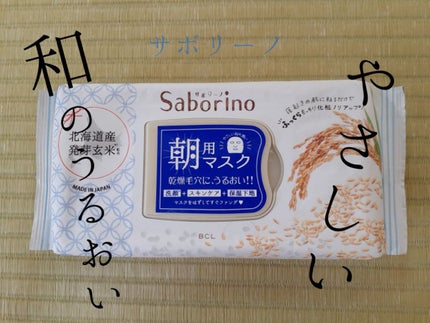 サボリーノ
やさしい
和のうるおい
サボリーノ
Saborino
北海道産
発芽玄米
MADE IN JAPAN
朝用マスク
乾燥毛穴に、うるおい!!
洗顔+スキンケア+保湿下地
BCL